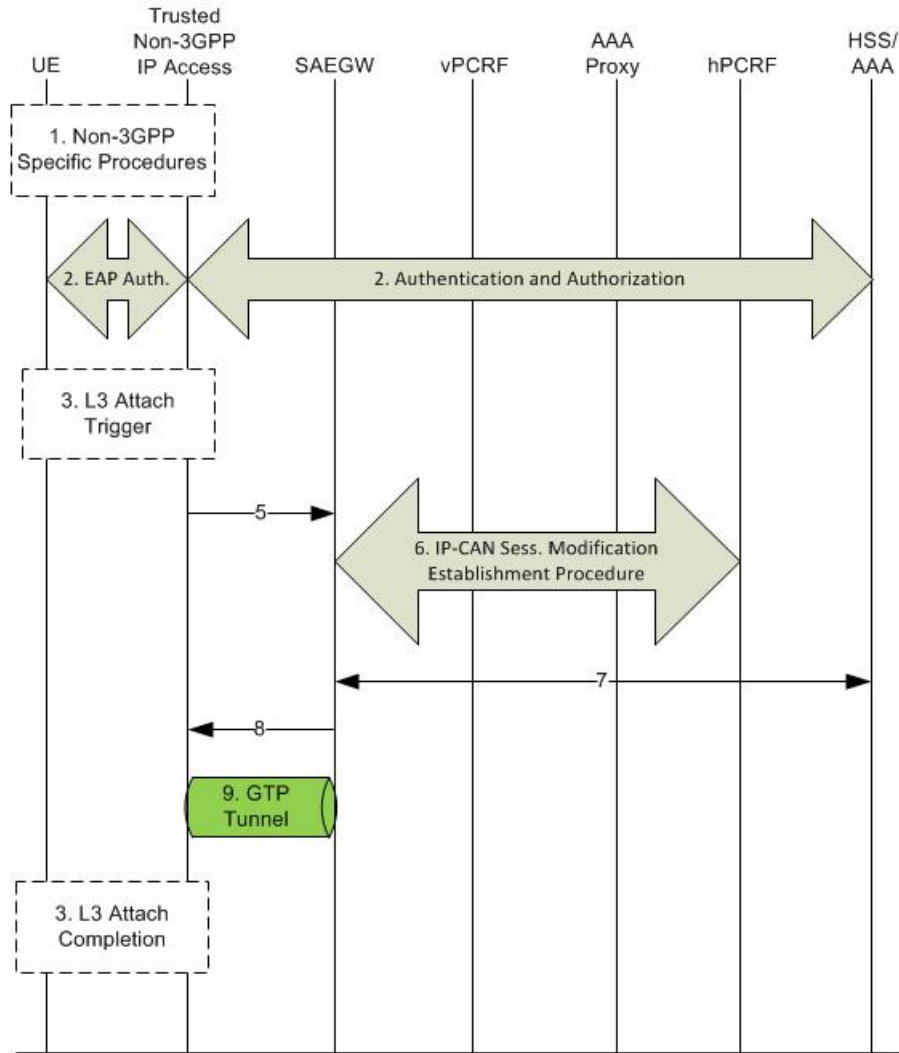 UE
Trusted
Non-3GPP
IP Access
SAEGW
vPCRF
AAA
Proxy
hPCRF
HSS/
AAA
1. Non-3GPP
Specific Procedures
2. EAP Auth.
2. Authentication and Authorization
3. L3 Attach
Trigger
5
6. IP-CAN Sess. Modification
Establishment Procedure
7
8
9. GTP
Tunnel
3. L3 Attach
Completion